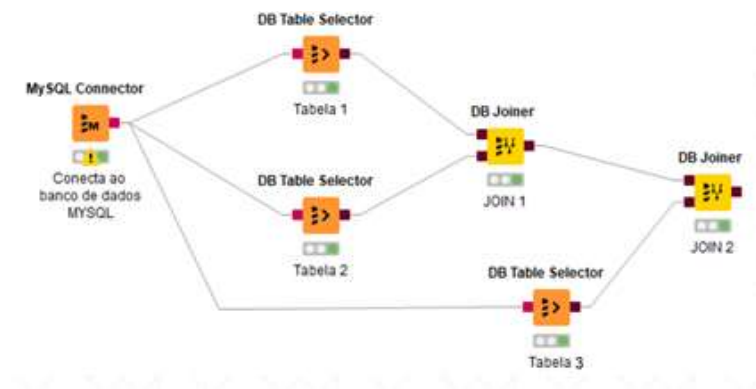 DB Table Selector
Tabela 1
MySQL Connector
M
Conecta ao
banco de dados
MYSQL
DB Table Selector
Tabela 2
DB Joiner
JOIN 1
DB Joiner
JOIN 2
DB Table Selector
Tabela 3